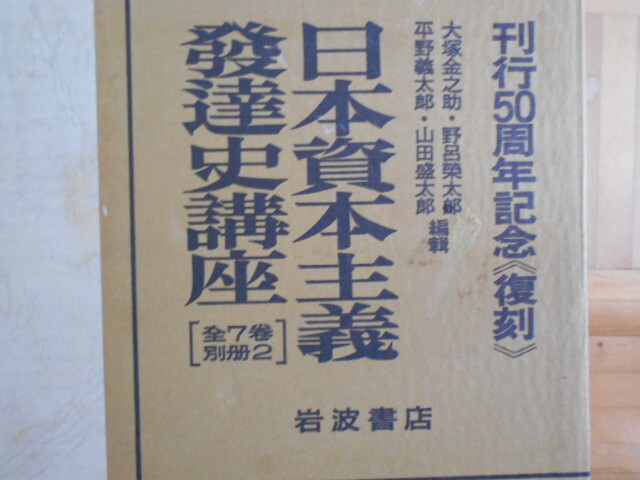 刊行50周年記念《復刻》
大塚金之助・野呂榮太郎
平野義太郎・山田盛太郎
編輯
日本資本主義
發達史講座
[全7卷
別册2]
岩波書店